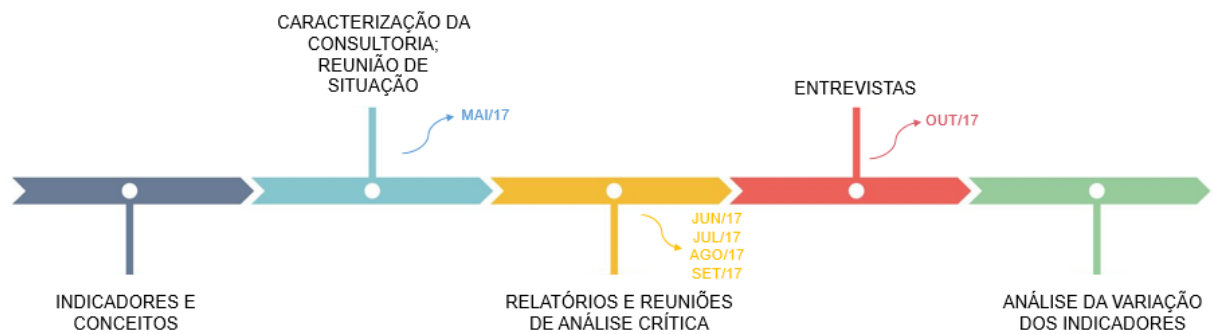 CARACTERIZAÇÃO DA
CONSULTORIA;
REUNIÃO DE
SITUAÇÃO
MAI/17
ENTREVISTAS
OUT/17
JUN/17
JUL/17
AGO/17
SET/17
INDICADORES E
CONCEITOS
RELATÓRIOS E REUNIÕES
DE ANÁLISE CRÍTICA
ANÁLISE DA VARIAÇÃO
DOS INDICADORES